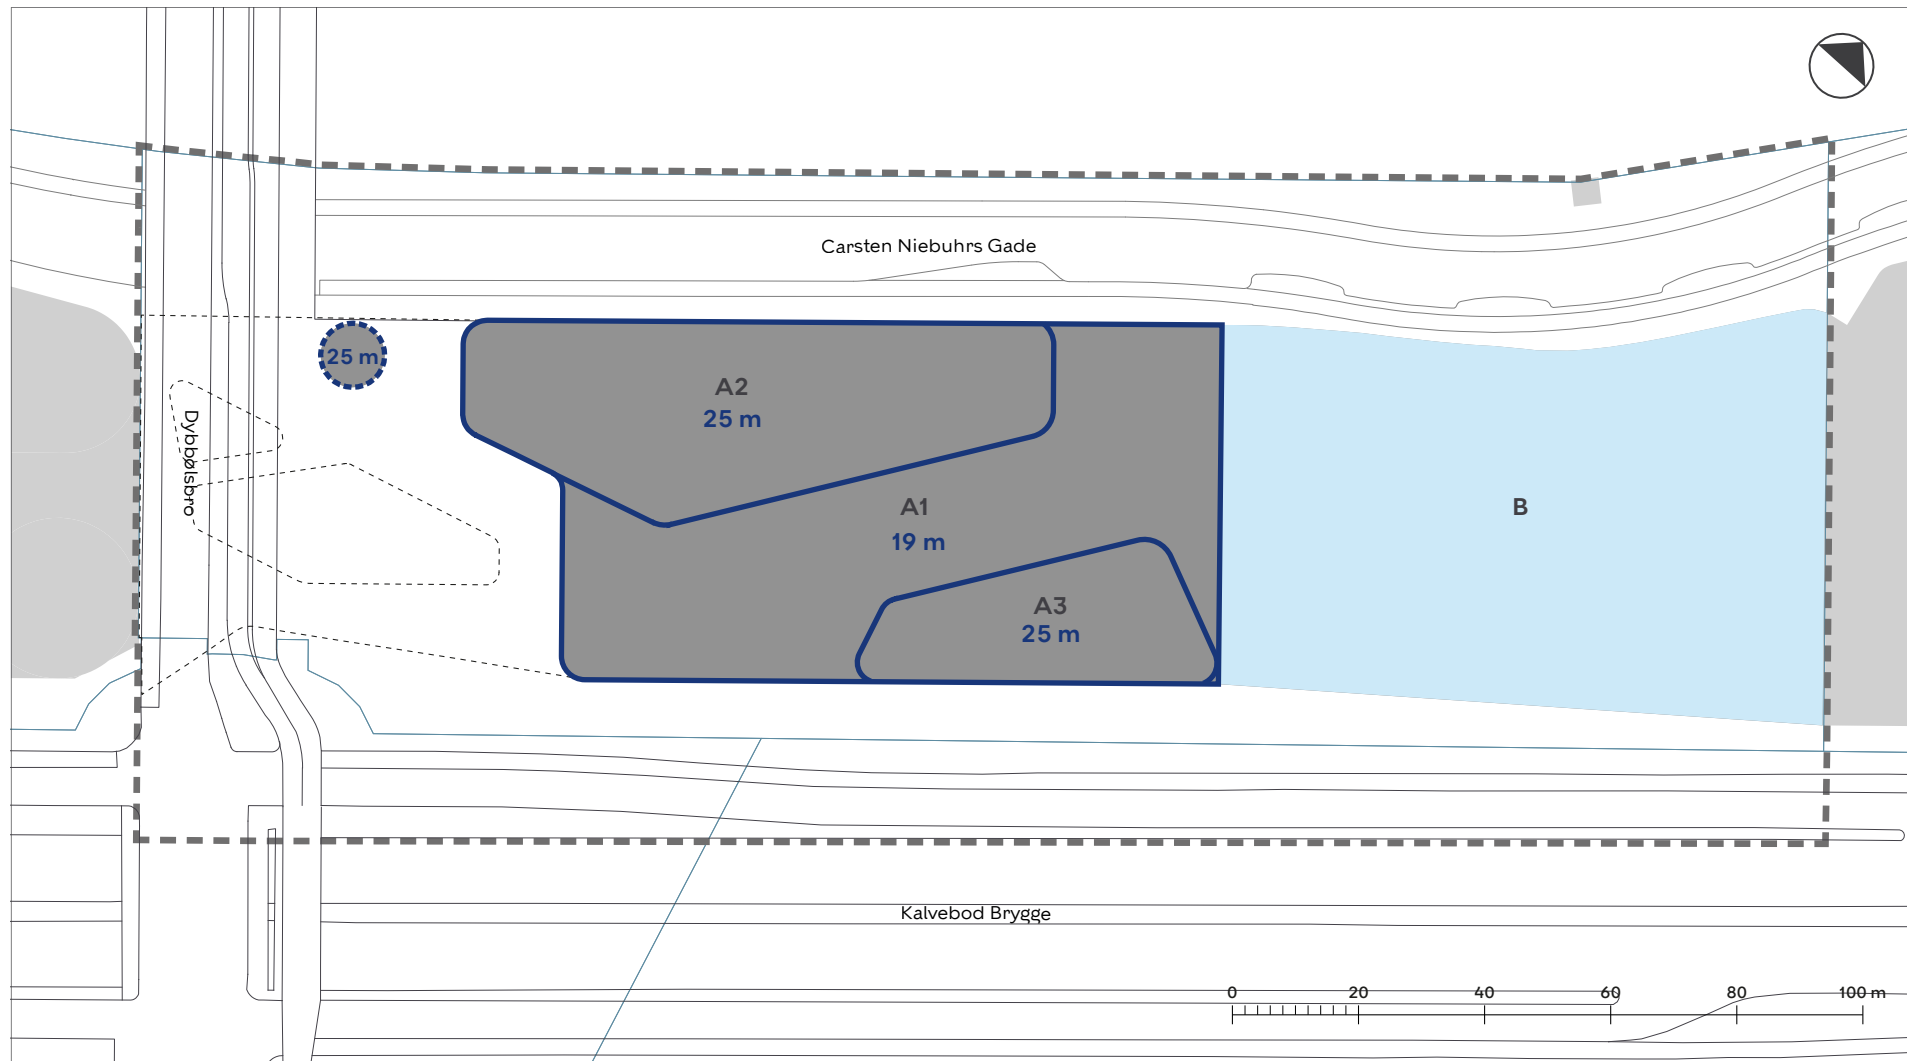 Carsten Niebuhrs Gade
25 m
A2
25 m
Dybbølsbro
A1
19 m
B
A3
25 m
Kalvebod Brygge
0 20 40 60 80 100 m